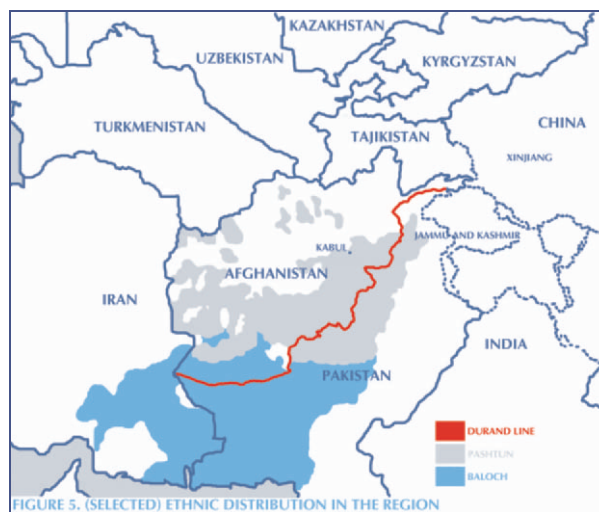 KAZAKHSTAN
UZBEKISTAN
KYRGYZSTAN
TURKMENISTAN
TAJIKISTAN
CHINA
XINJIANG
JAMMU AND KASHMIR
KABUL
AFGHANISTAN
IRAN
INDIA
PAKISTAN
DURAND LINE
PASHTUN
BALOCH
FIGURE 5. (SELECTED) ETHNIC DISTRIBUTION IN THE REGION